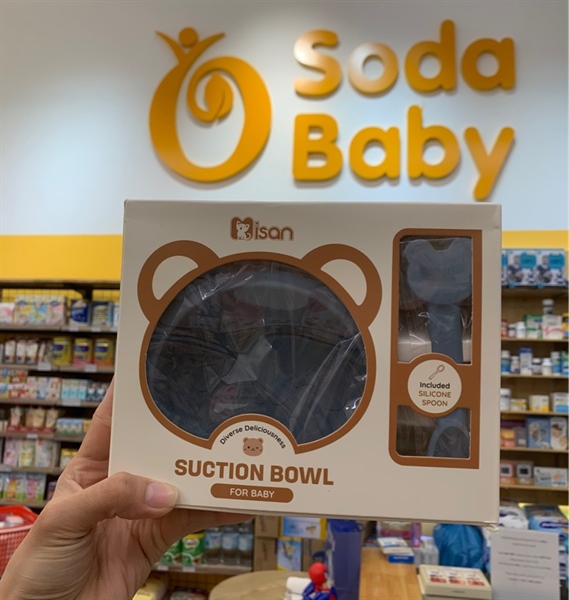 Soda
Baby
Misan
Included
SILICONE
SPOON
Diverse Deliciousness
SUCTION BOWL
FOR BABY